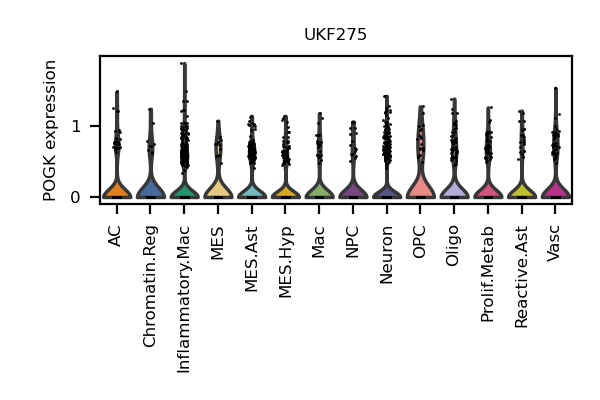 UKF275
POGK expression
1
0
AC
Chromatin.Reg
Inflammatory.Mac
MES
MES.Ast
MES.Hyp
Mac
NPC
Neuron
OPC
Oligo
Prolif.Metab
Reactive.Ast
Vasc